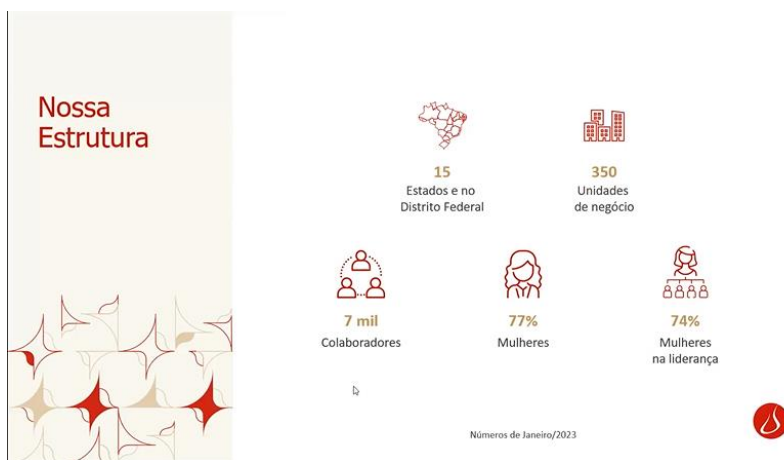 Nossa
Estrutura
15
Estados e no
Distrito Federal
350
Unidades
de negócio
7 mil
Colaboradores
77%
Mulheres
74%
Mulheres
na liderança
Números de Janeiro/2023